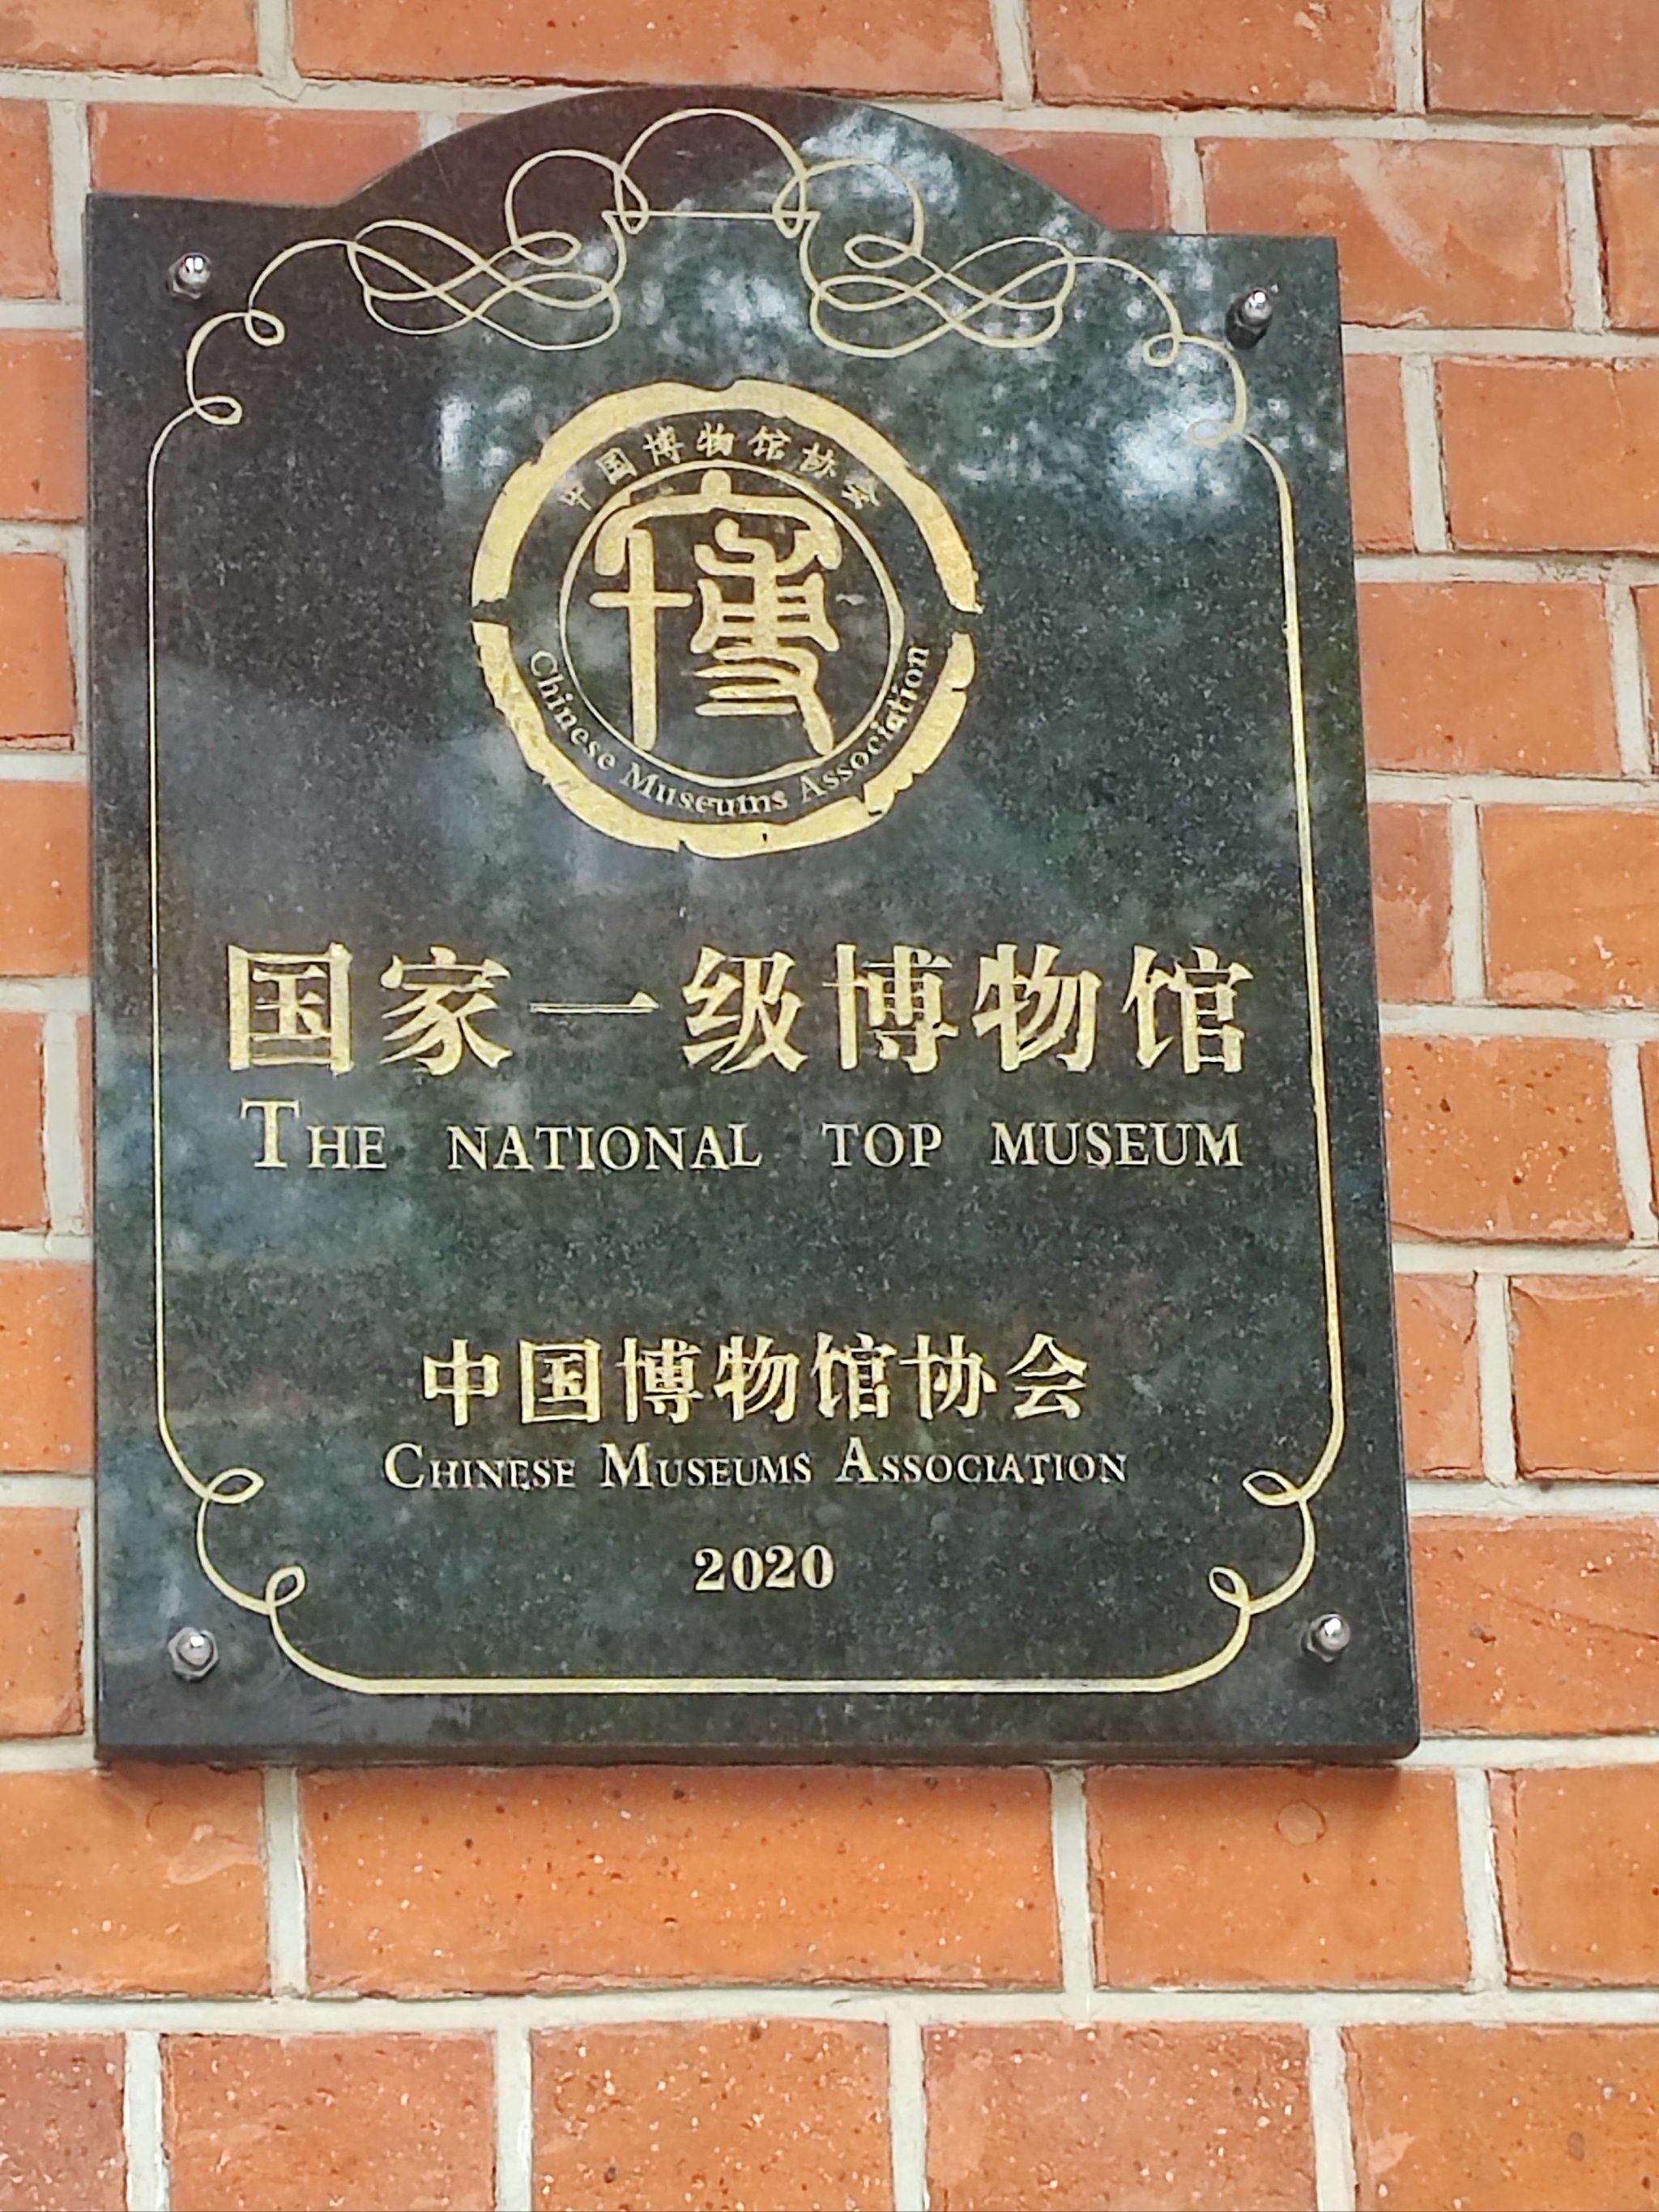 中国博物馆协会
博
Chinese Museums Association
国家一级博物馆
THE NATIONAL TOP MUSEUM
中国博物馆协会
CHINESE MUSEUMS ASSOCIATION
2020